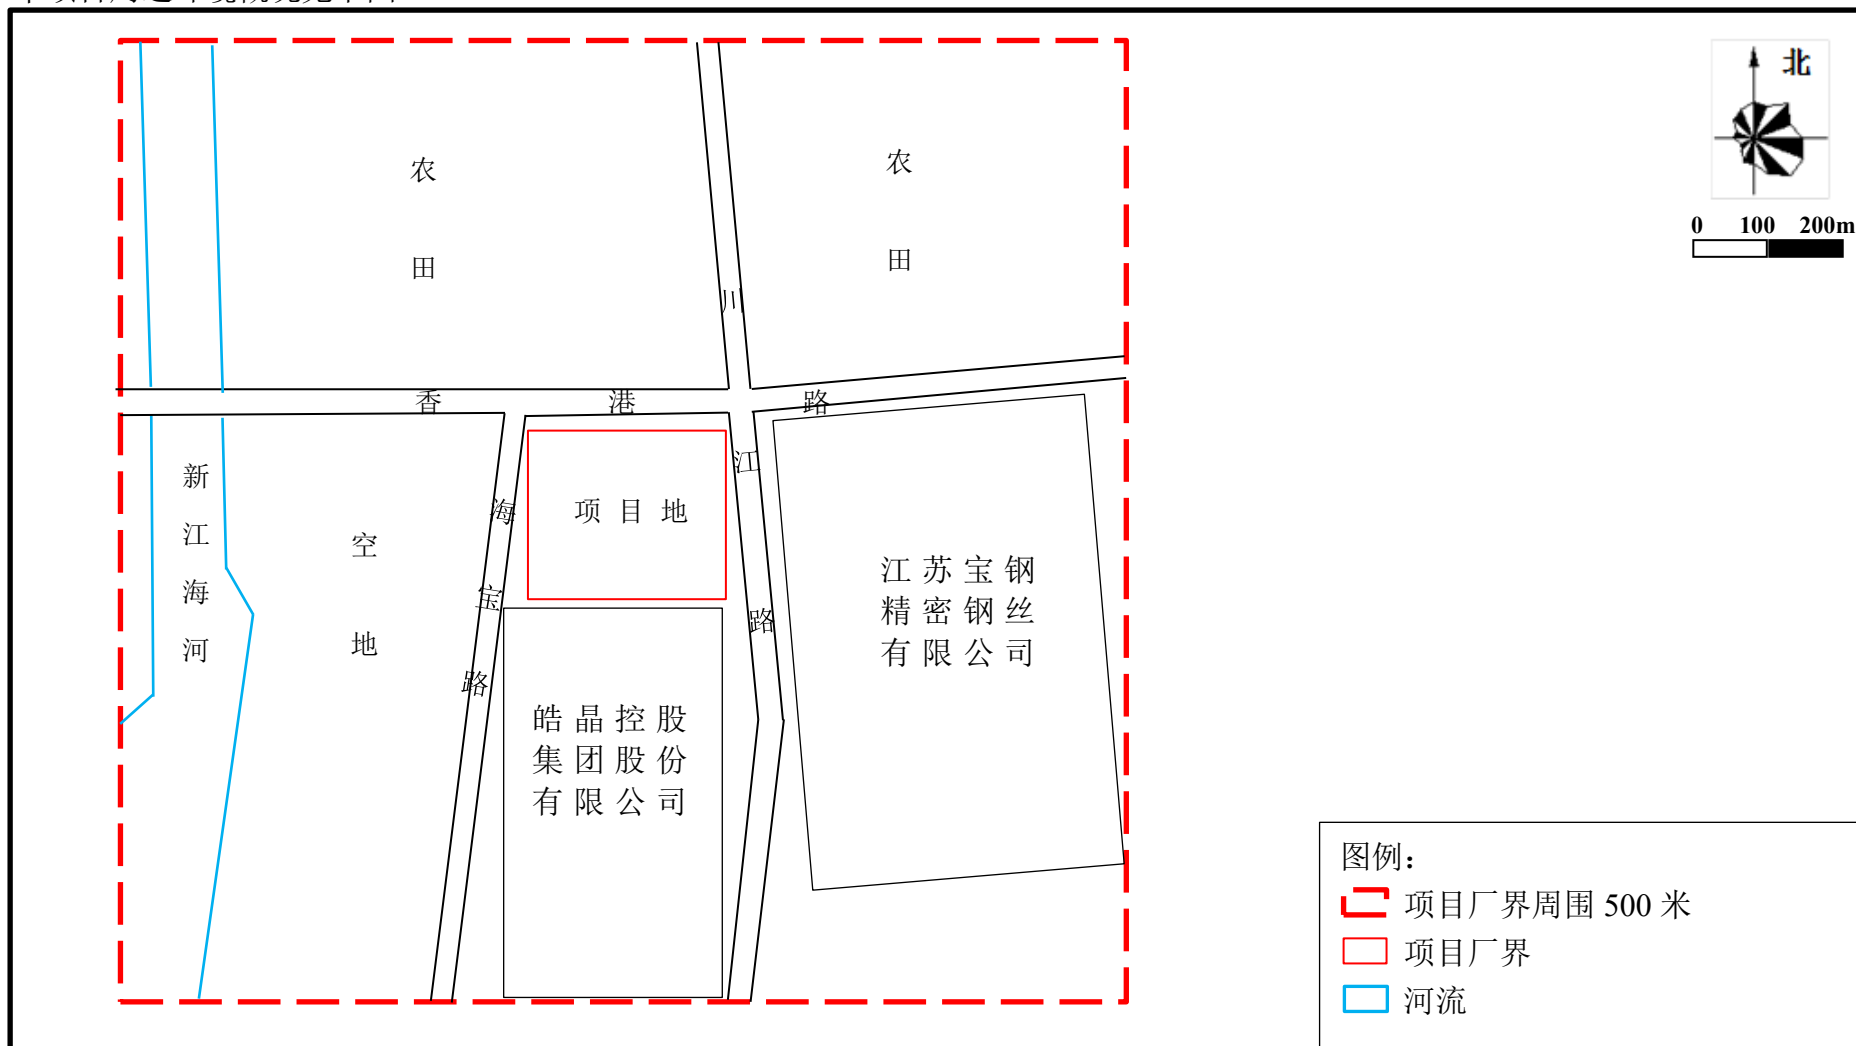 北
0 100 200m
农田
农田
川江路
香港路
新江海河
空地
海宝路
项目地
江苏宝钢
精密钢丝
有限公司
皓晶控股
集团股份
有限公司
图例：
项目厂界周围 500 米
项目厂界
河流